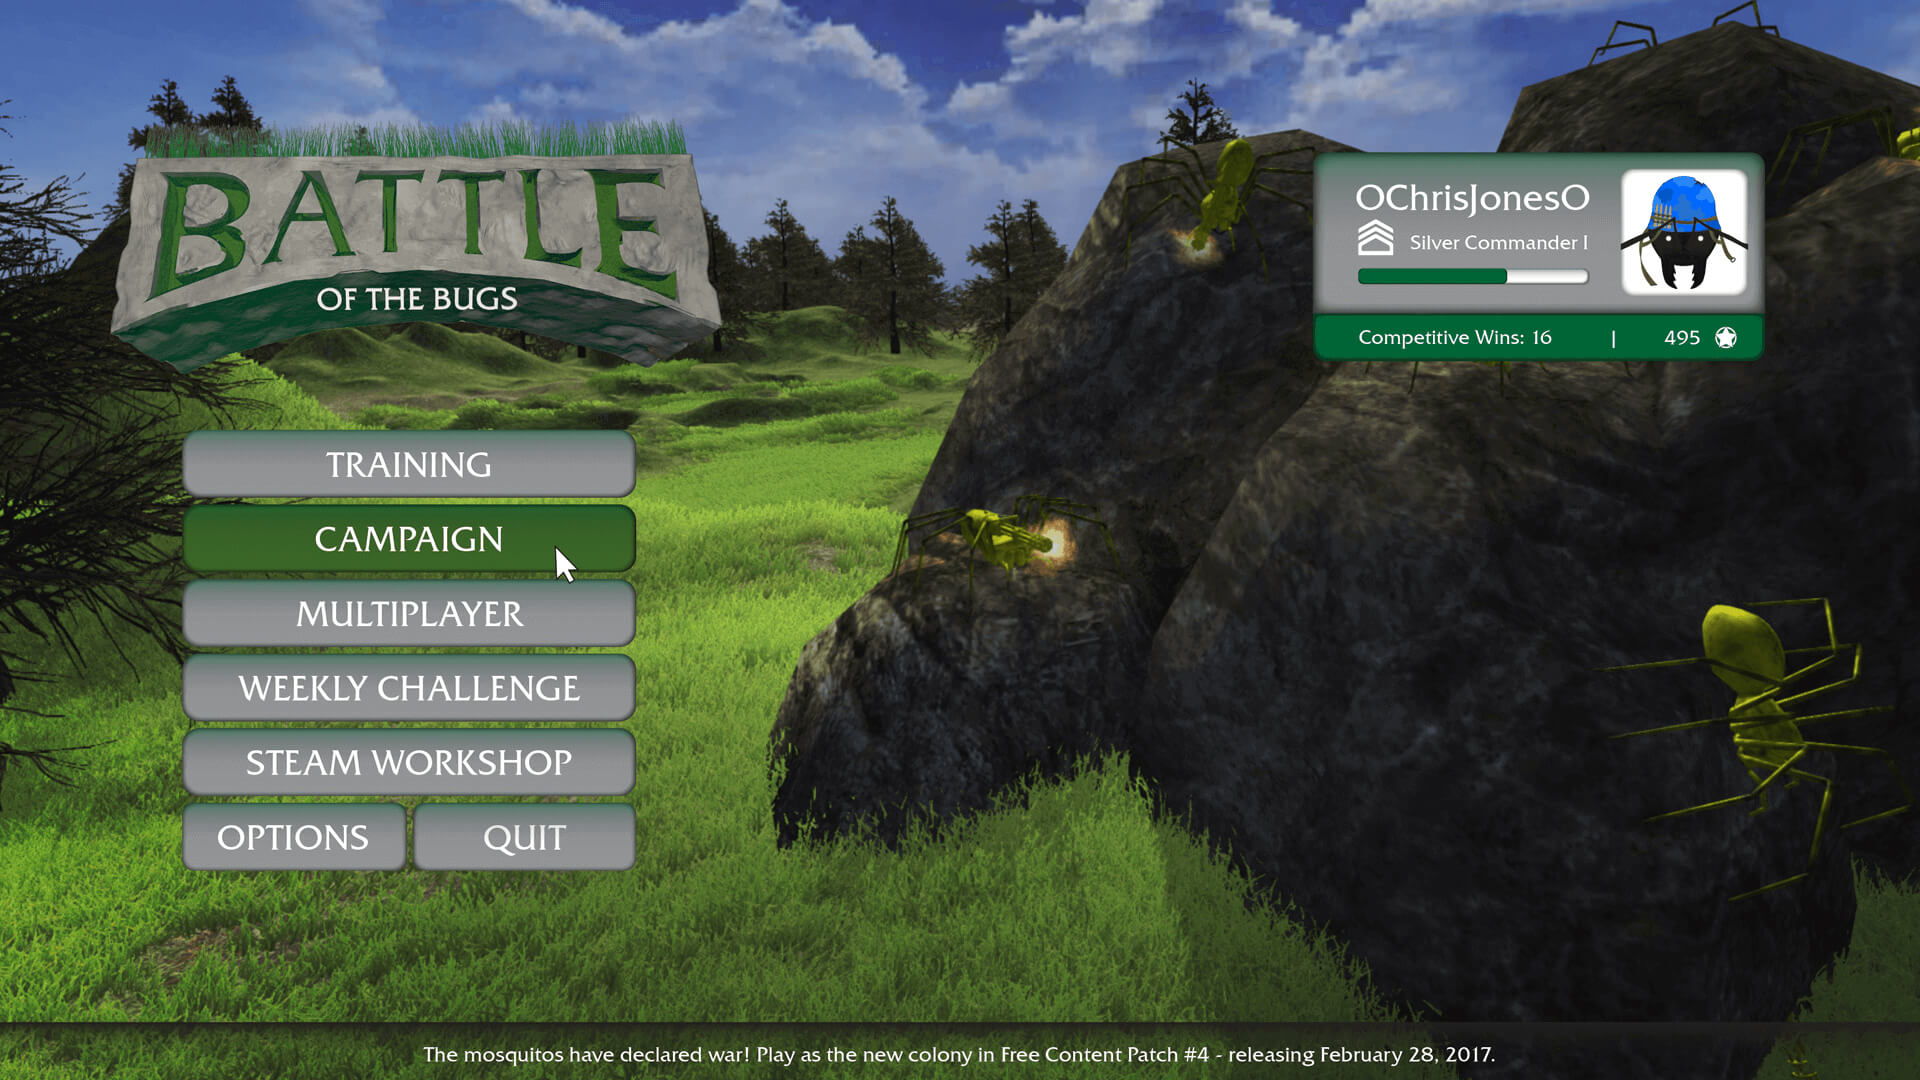 BATTLE
OF THE BUGS
OChrisJonesO
Silver Commander I
Competitive Wins: 16 | 495
TRAINING
CAMPAIGN
MULTIPLAYER
WEEKLY CHALLENGE
STEAM WORKSHOP
OPTIONS QUIT
The mosquitos have declared war! Play as the new colony in Free Content Patch #4 - releasing February 28, 2017.